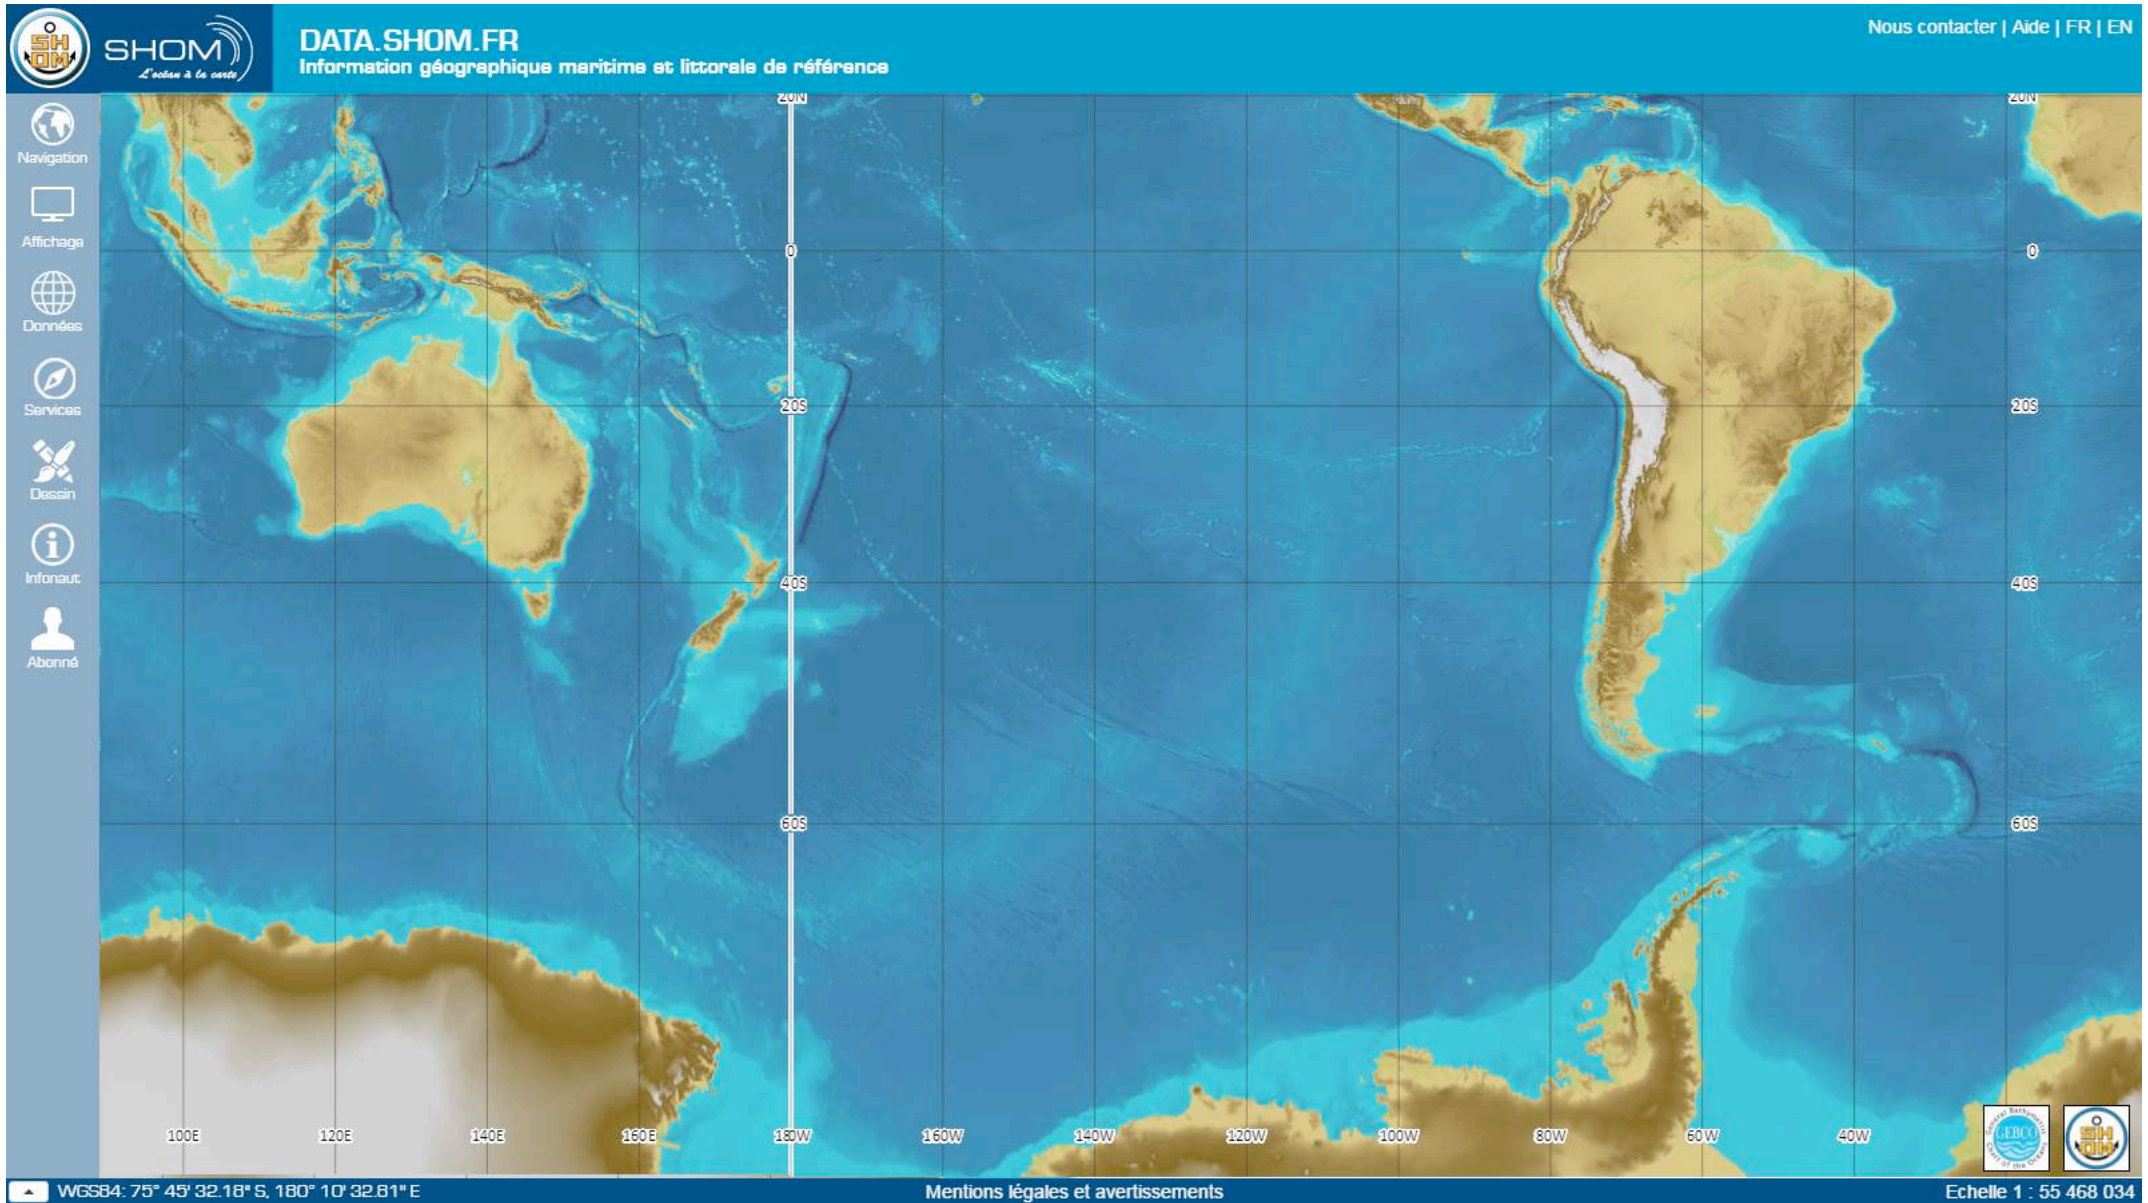 SHOM
SHOM
L'océan à la carte
DATA.SHOM.FR
Information géographique maritime et littorale de référence
Nous contacter | Aide | FR | EN
Navigation
Affichage
Données
Services
Dessin
Infonaut
Abonné
20N
20N
0
0
20S
20S
40S
40S
60S
60S
100E
120E
140E
160E
180W
160W
140W
120W
100W
80W
60W
40W
GEBCO
SHOM
WGS84: 75° 45' 32.18" S, 180° 10' 32.81" E
Mentions légales et avertissements
Echelle 1 : 55 468 034